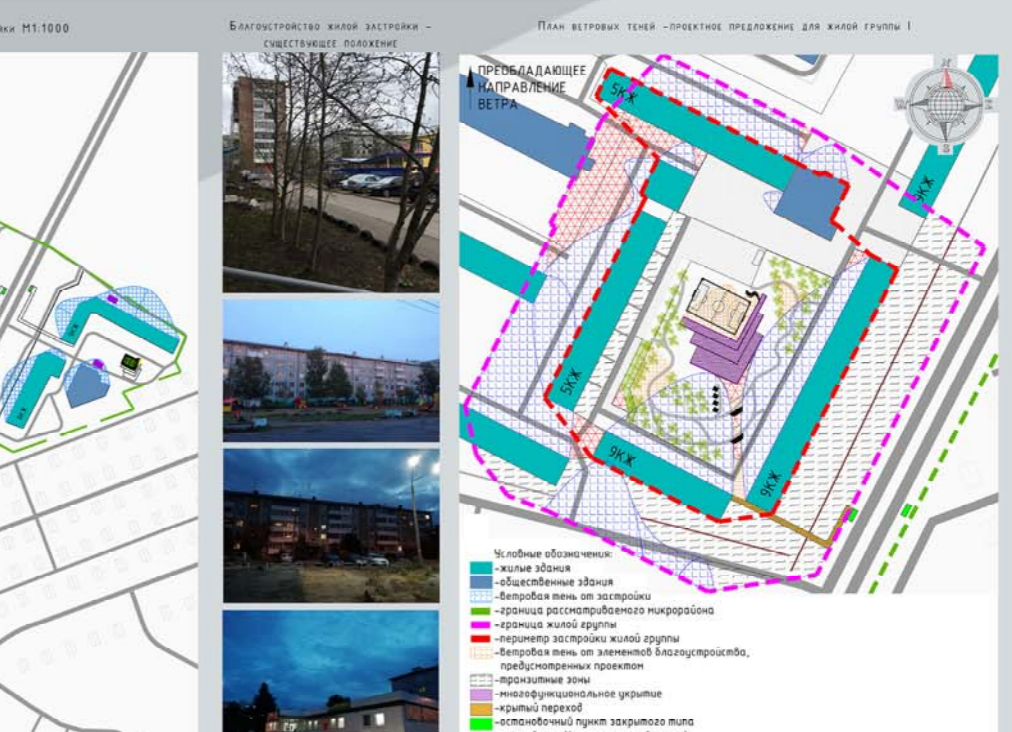 йки М1:1000
Благоустройство жилой застройки –
существующее положение
План ветровых теней –проектное предложение для жилой группы I
ПРЕОБЛАДАЮЩЕЕ
НАПРАВЛЕНИЕ
ВЕТРА
5КЖ
9КЖ
5КЖ
9КЖ
9КЖ
S
Условные обозначения:
-жилые здания
-общественные здания
-ветровая тень от застройки
-граница рассматриваемого микрорайона
-граница жилой группы
-периметр застройки жилой группы
-ветровая тень от элементов благоустройства,
предусмотренных проектом
-транзитные зоны
-многофункциональное укрытие
-крытый переход
-остановочный пункт закрытого типа